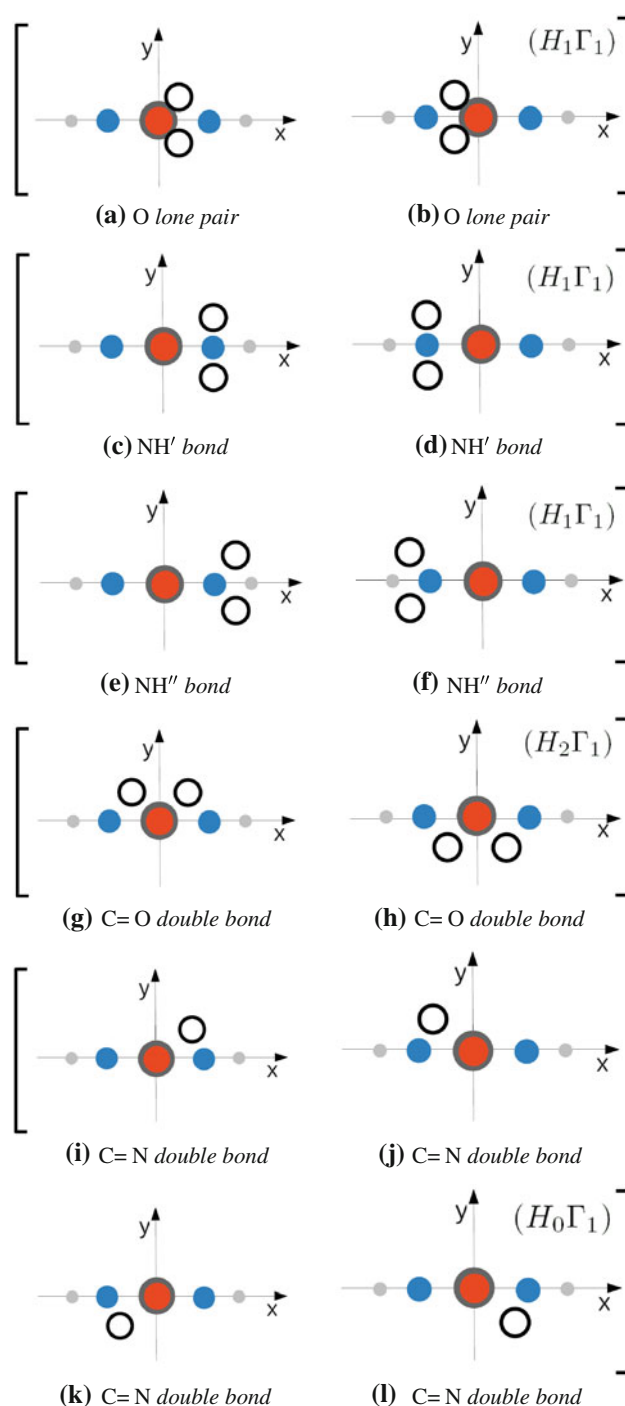 y y (H₁Γ₁)
x x
(a) O lone pair (b) O lone pair
y y (H₁Γ₁)
x x
(c) NH′ bond (d) NH′ bond
y y (H₁Γ₁)
x x
(e) NH″ bond (f) NH″ bond
y y (H₂Γ₁)
x x
(g) C= O double bond (h) C= O double bond
y y
x x
(i) C= N double bond (j) C= N double bond
y y (H₀Γ₁)
x x
(k) C= N double bond (l) C= N double bond